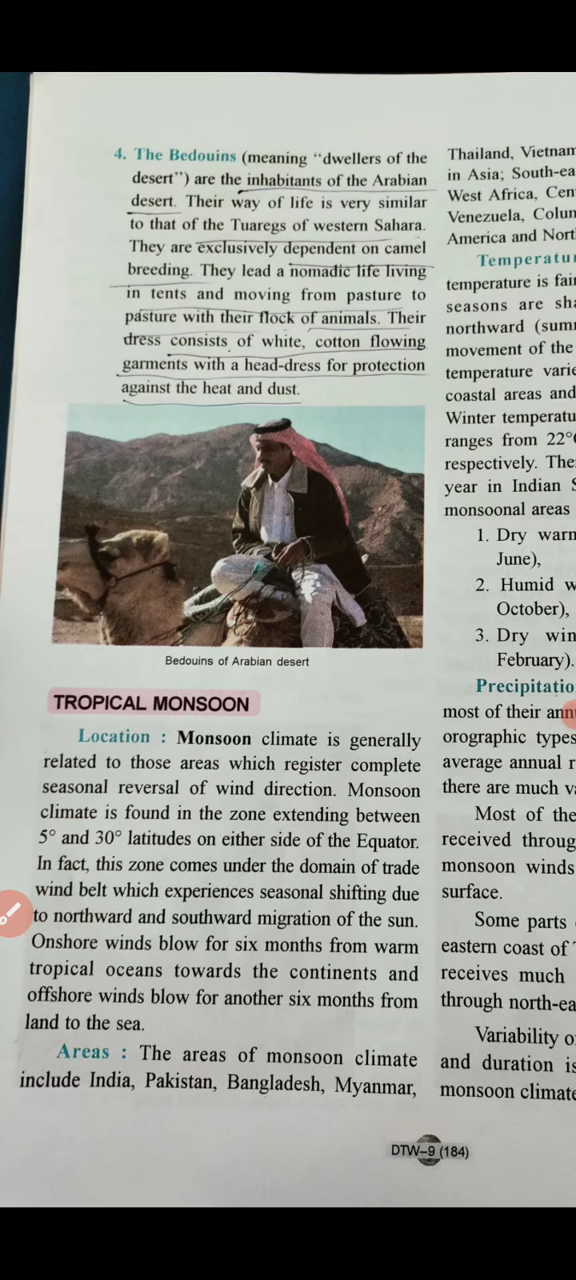 4. The Bedouins (meaning "dwellers of the
desert") are the inhabitants of the Arabian
desert. Their way of life is very similar
to that of the Tuaregs of western Sahara.
They are exclusively dependent on camel
breeding. They lead a nomadic life living
in tents and moving from pasture to
pasture with their flock of animals. Their
dress consists of white, cotton flowing
garments with a head-dress for protection
against the heat and dust.
Bedouins of Arabian desert
TROPICAL MONSOON
Location : Monsoon climate is generally
related to those areas which register complete
seasonal reversal of wind direction. Monsoon
climate is found in the zone extending between
5° and 30° latitudes on either side of the Equator.
In fact, this zone comes under the domain of trade
wind belt which experiences seasonal shifting due
to northward and southward migration of the sun.
Onshore winds blow for six months from warm
tropical oceans towards the continents and
offshore winds blow for another six months from
land to the sea.
Areas : The areas of monsoon climate
include India, Pakistan, Bangladesh, Myanmar,
Thailand, Vietnam
in Asia; South-ea
West Africa, Cen
Venezuela, Colum
America and Nort
Temperatur
temperature is fair
seasons are sha
northward (summ
movement of the
temperature varie
coastal areas and
Winter temperatu
ranges from 22°
respectively. The
year in Indian S
monsoonal areas
1. Dry warm
June),
2. Humid w
October),
3. Dry win
February).
Precipitatio
most of their ann
orographic types
average annual r
there are much va
Most of the
received throug
monsoon winds
surface.
Some parts
eastern coast of
receives much
through north-ea
Variability o
and duration is
monsoon climate
DTW–9 (184)